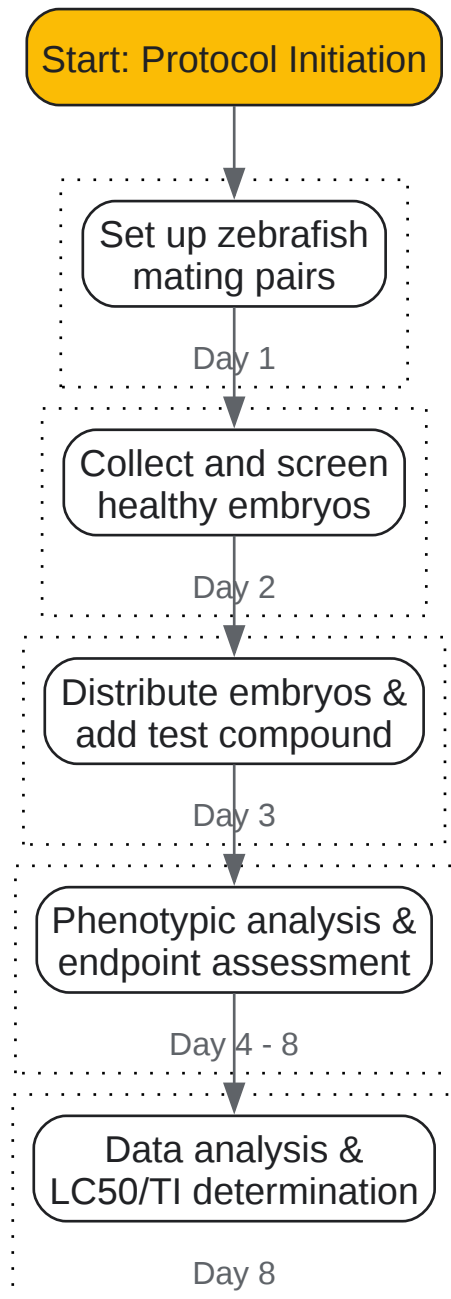 Start: Protocol Initiation
Set up zebrafish
mating pairs
Day 1
Collect and screen
healthy embryos
Day 2
Distribute embryos &
add test compound
Day 3
Phenotypic analysis &
endpoint assessment
Day 4 - 8
Data analysis &
LC50/TI determination
Day 8